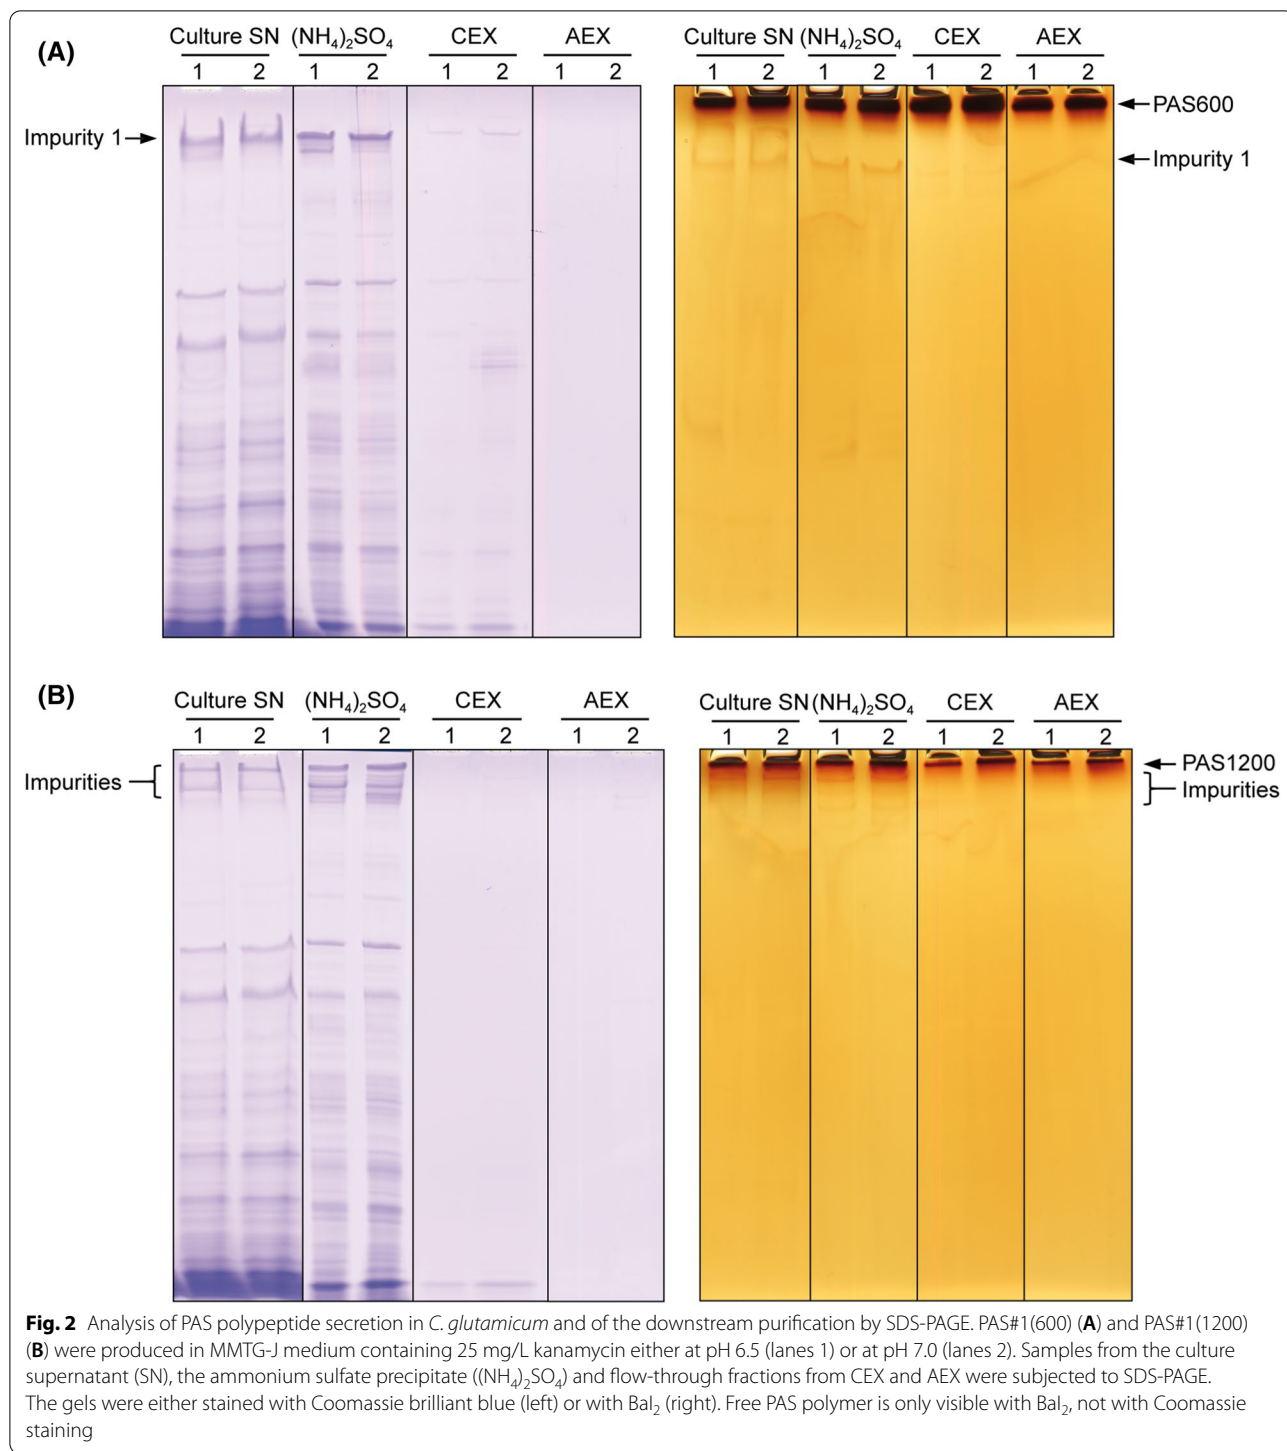 (A)
Culture SN (NH₄)₂SO₄ CEX AEX
1 2 1 2 1 2 1 2
Impurity 1
Culture SN (NH₄)₂SO₄ CEX AEX
1 2 1 2 1 2 1 2
PAS600
Impurity 1
(B)
Culture SN (NH₄)₂SO₄ CEX AEX
1 2 1 2 1 2 1 2
Impurities
Culture SN (NH₄)₂SO₄ CEX AEX
1 2 1 2 1 2 1 2
PAS1200
Impurities
Fig. 2 Analysis of PAS polypeptide secretion in C. glutamicum and of the downstream purification by SDS-PAGE. PAS#1(600) (A) and PAS#1(1200)
(B) were produced in MMTG-J medium containing 25 mg/L kanamycin either at pH 6.5 (lanes 1) or at pH 7.0 (lanes 2). Samples from the culture
supernatant (SN), the ammonium sulfate precipitate ((NH₄)₂SO₄) and flow-through fractions from CEX and AEX were subjected to SDS-PAGE.
The gels were either stained with Coomassie brilliant blue (left) or with BaI₂ (right). Free PAS polymer is only visible with BaI₂, not with Coomassie
staining